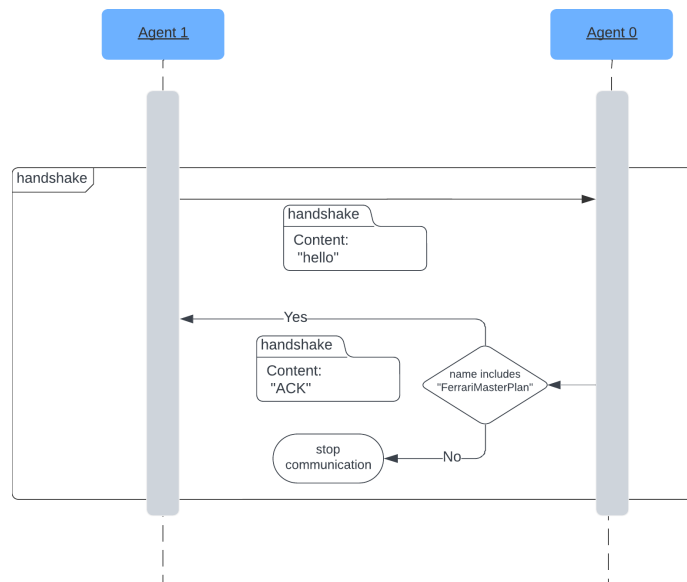 Agent 1
Agent 0
handshake
handshake
Content:
"hello"
Yes
handshake
Content:
"ACK"
name includes
"FerrariMasterPlan"
stop
communication
No